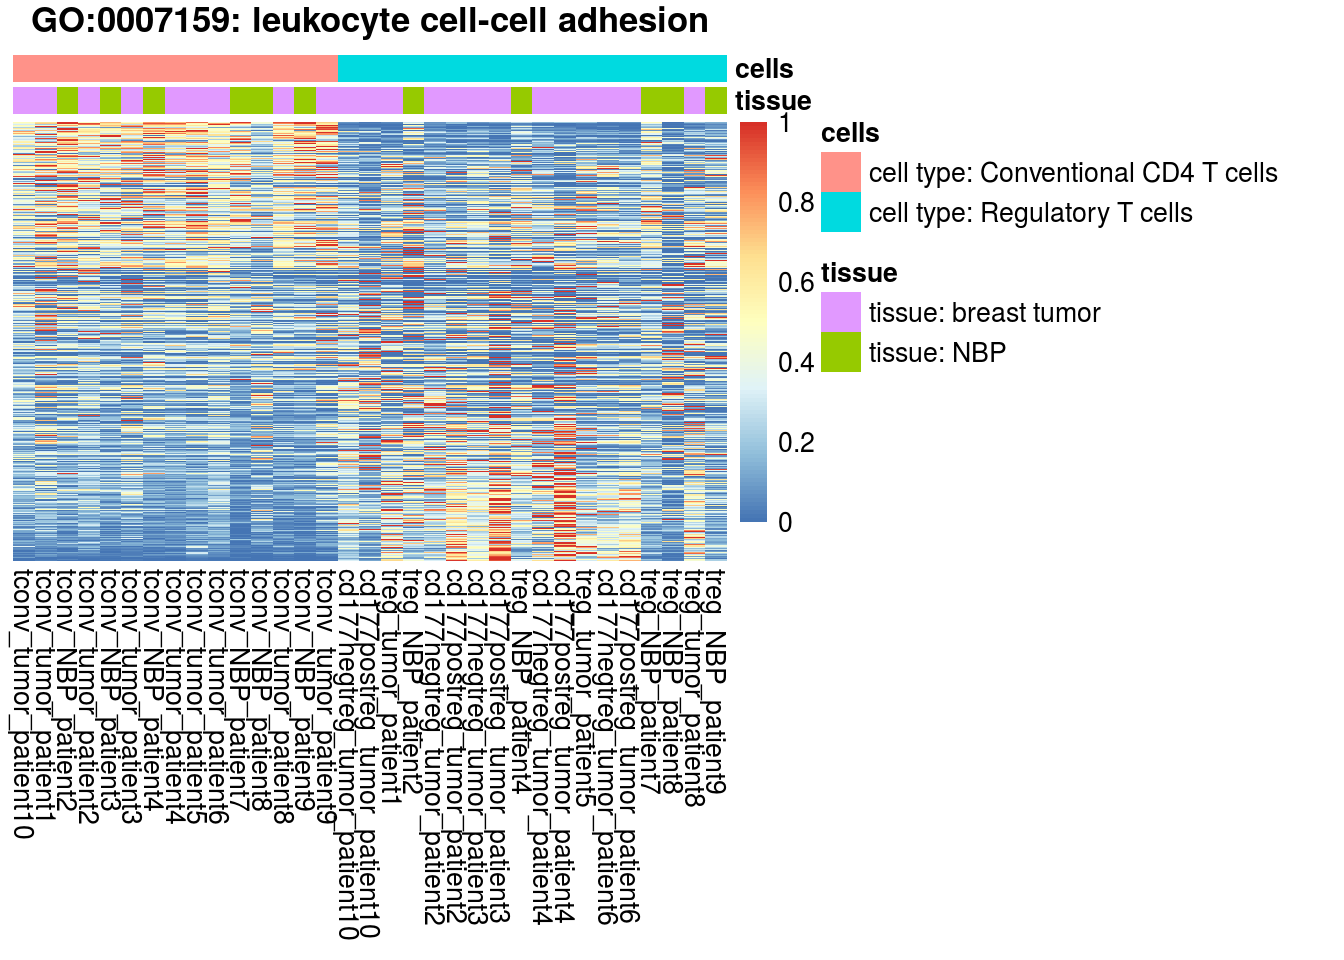 GO:0007159: leukocyte cell-cell adhesion
cells
tissue
1
0.8
0.6
0.4
0.2
0
cells
cell type: Conventional CD4 T cells
cell type: Regulatory T cells
tissue
tissue: breast tumor
tissue: NBP
tconv_tumor_patient10
tconv_tumor_patient1
tconv_NBP_patient2
tconv_tumor_patient2
tconv_NBP_patient3
tconv_tumor_patient3
tconv_NBP_patient4
tconv_tumor_patient4
tconv_tumor_patient5
tconv_tumor_patient6
tconv_NBP_patient7
tconv_NBP_patient8
tconv_tumor_patient8
tconv_NBP_patient9
tconv_tumor_patient9
cd177negtreg_tumor_patient10
cd177postreg_tumor_patient10
treg_tumor_patient1
treg_NBP_patient2
cd177negtreg_tumor_patient2
cd177postreg_tumor_patient2
cd177negtreg_tumor_patient3
cd177postreg_tumor_patient3
treg_NBP_patient4
cd177negtreg_tumor_patient4
cd177postreg_tumor_patient4
treg_tumor_patient5
cd177negtreg_tumor_patient6
cd177postreg_tumor_patient6
treg_NBP_patient7
treg_NBP_patient8
treg_tumor_patient8
treg_NBP_patient9